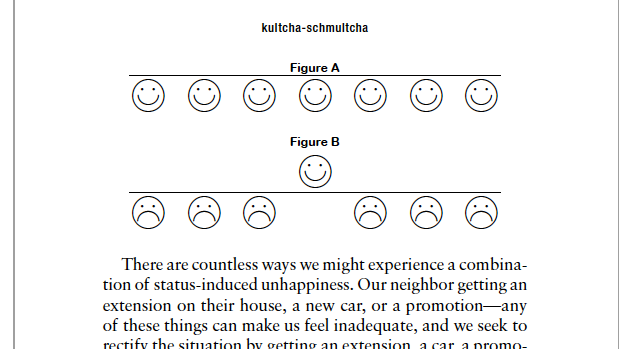 kultcha-schmultcha
Figure A
Figure B
There are countless ways we might experience a combina-
tion of status-induced unhappiness. Our neighbor getting an
extension on their house, a new car, or a promotion—any
of these things can make us feel inadequate, and we seek to
rectify the situation by getting an extension, a car, a promo-